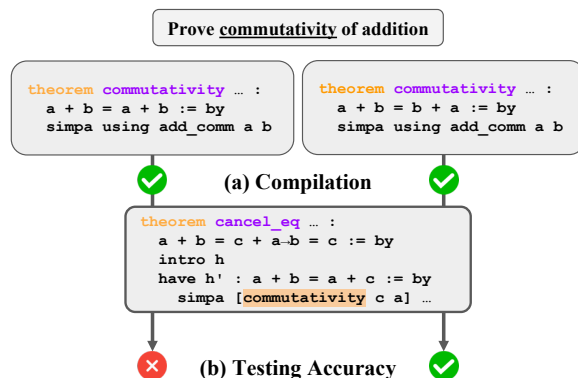 Prove commutativity of addition
theorem commutativity … :
a + b = a + b := by
simpa using add_comm a b
theorem commutativity … :
a + b = b + a := by
simpa using add_comm a b
(a) Compilation
theorem cancel_eq … :
a + b = c + a→b = c := by
intro h
have h' : a + b = a + c := by
simpa [commutativity c a] …
(b) Testing Accuracy